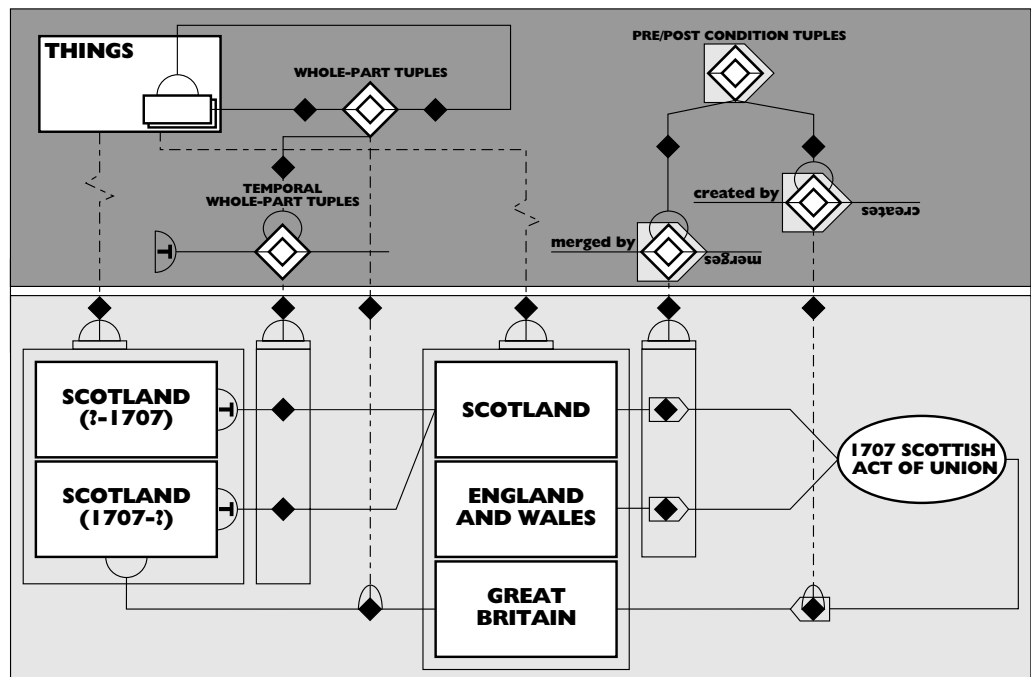 THINGS
WHOLE-PART TUPLES
PRE/POST CONDITION TUPLES
TEMPORAL
WHOLE-PART TUPLES
created by
creates
merged by
merges
T
SCOTLAND
(?-1707)
T
SCOTLAND
(1707-?)
T
SCOTLAND
ENGLAND
AND WALES
GREAT
BRITAIN
1707 SCOTTISH
ACT OF UNION